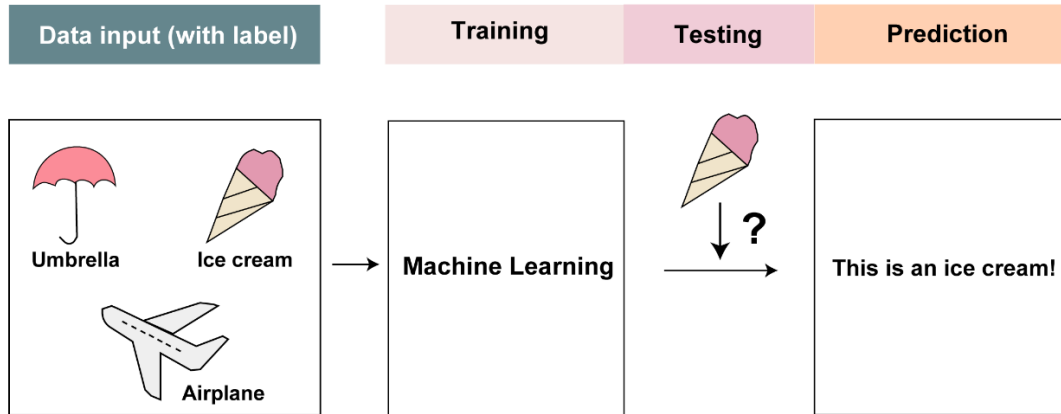 Data input (with label)
Training
Testing
Prediction
Umbrella
Ice cream
Airplane
Machine Learning
?
This is an ice cream!